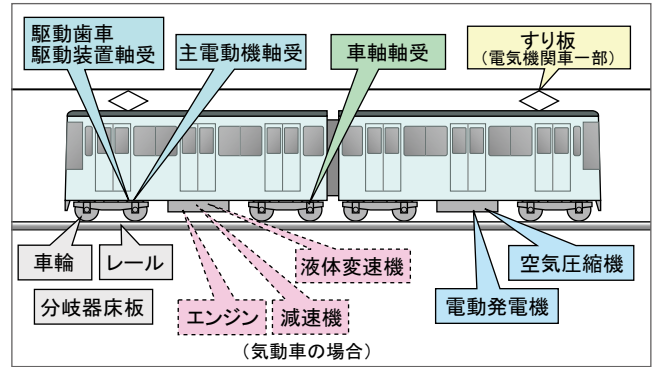 駆動歯車
駆動装置軸受
主電動機軸受
車軸軸受
すり板
(電気機関車一部)
車輪
レール
分岐器床板
エンジン
減速機
液体変速機
(気動車の場合)
電動発電機
空気圧縮機